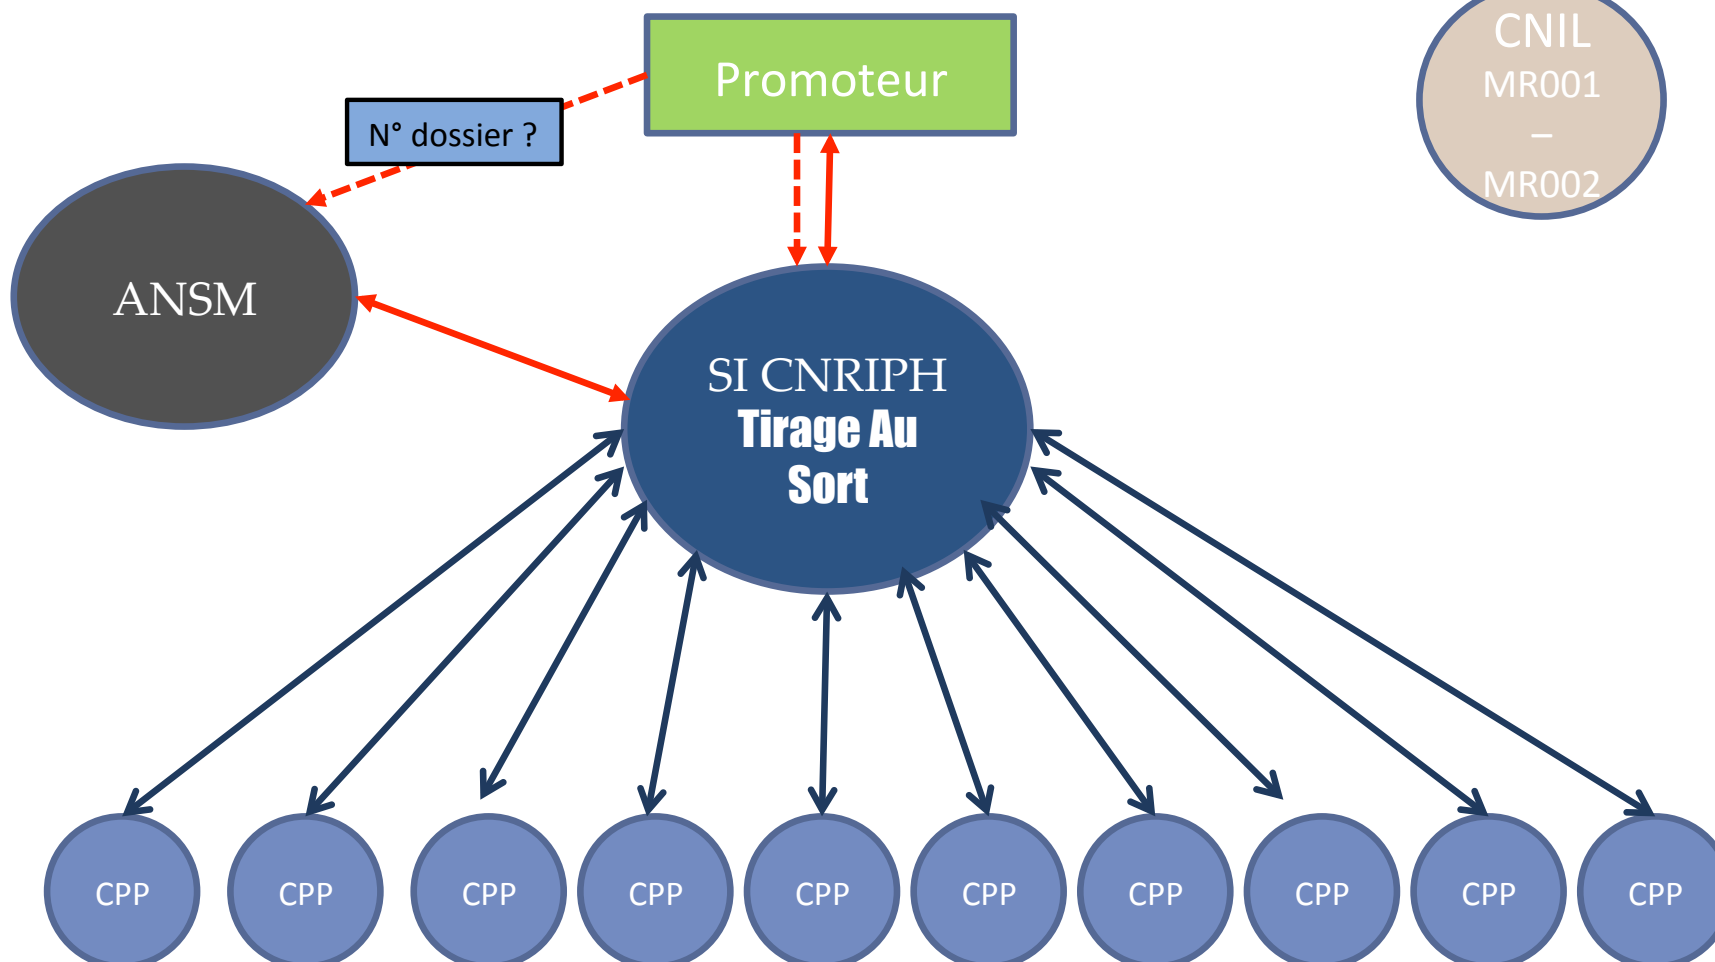 Promoteur
CNIL
MR001
–
MR002
N° dossier ?
ANSM
SI CNRIPH
Tirage Au
Sort
CPP
CPP
CPP
CPP
CPP
CPP
CPP
CPP
CPP
CPP